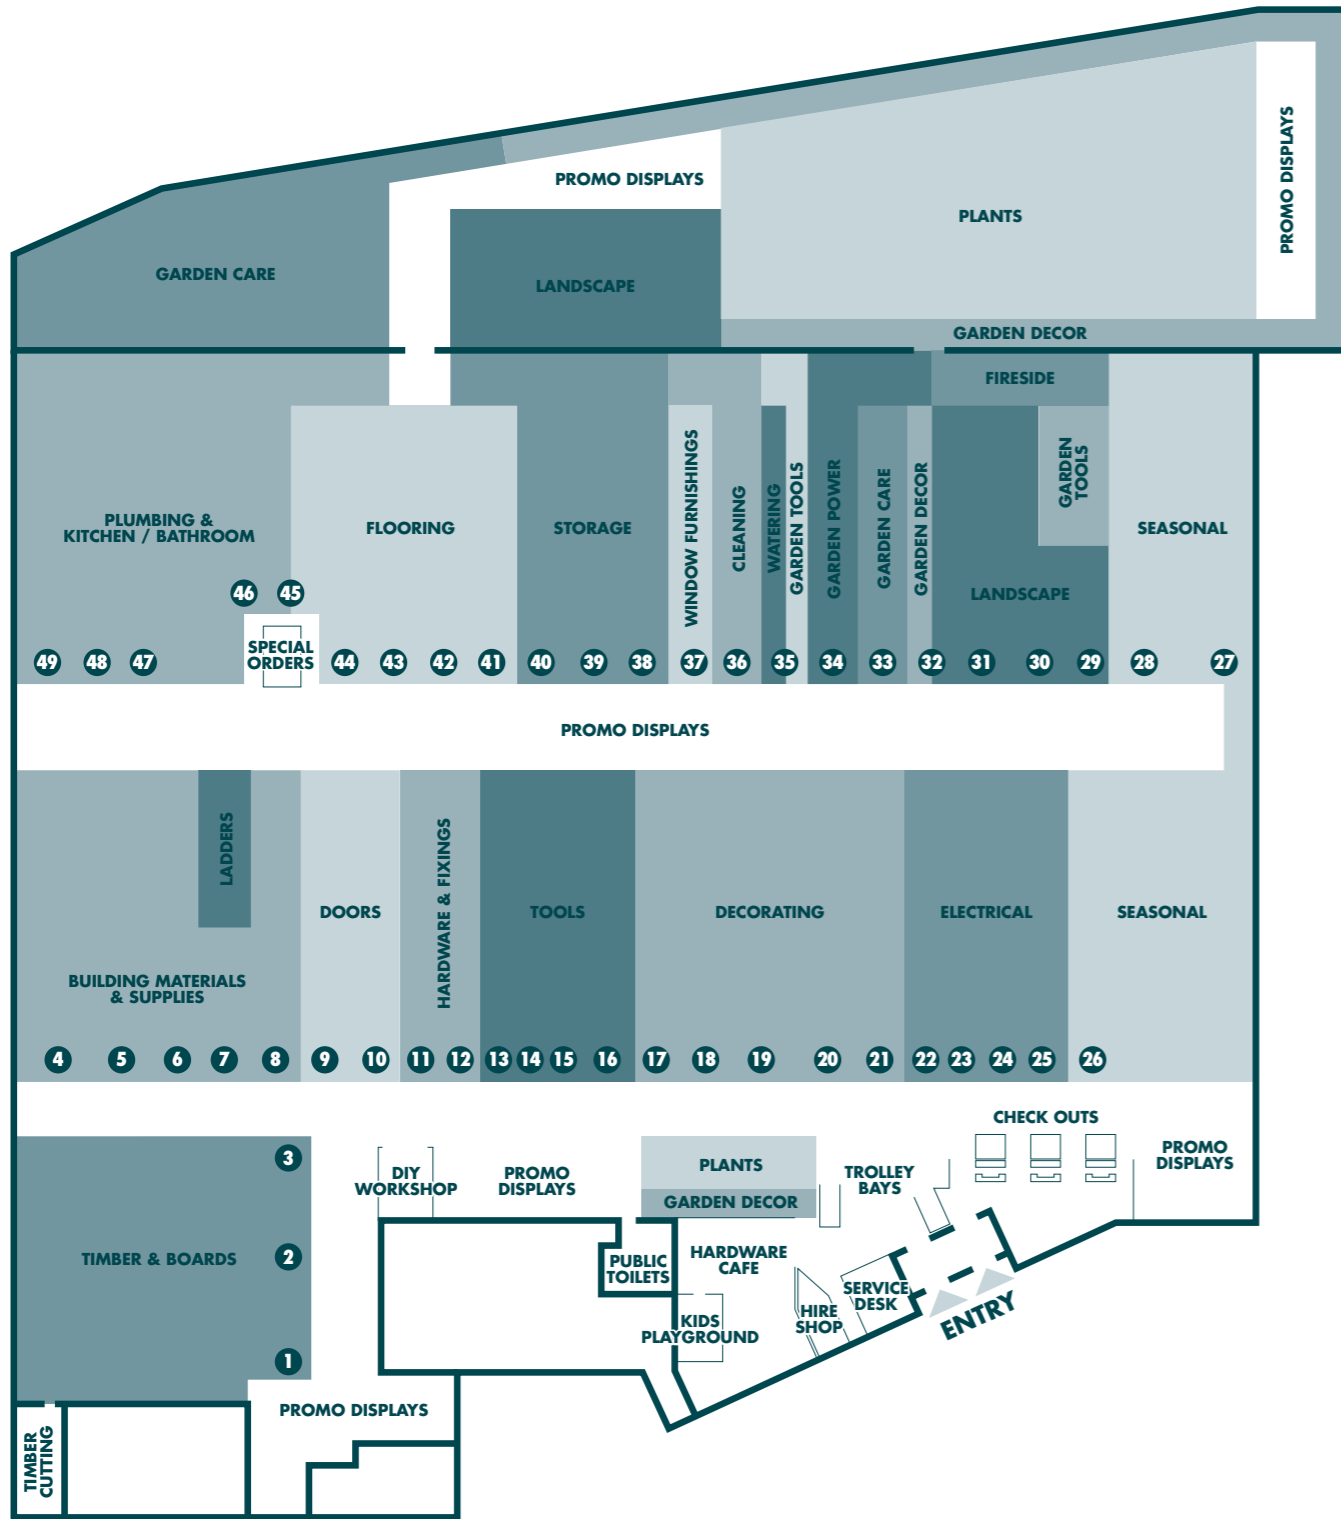 PROMO DISPLAYS
PROMO DISPLAYS
PLANTS
GARDEN CARE
LANDSCAPE
GARDEN DECOR
FIRESIDE
PLUMBING &
KITCHEN / BATHROOM
FLOORING
STORAGE
WINDOW FURNISHINGS
CLEANING
WATERING
GARDEN TOOLS
GARDEN POWER
GARDEN CARE
GARDEN DECOR
LANDSCAPE
GARDEN
TOOLS
SEASONAL
46 45
SPECIAL
ORDERS
49 48 47 44 43 42 41 40 39 38 37 36 35 34 33 32 31 30 29 28 27
PROMO DISPLAYS
LADDERS
BUILDING MATERIALS
& SUPPLIES
DOORS
HARDWARE & FIXINGS
TOOLS
DECORATING
ELECTRICAL
SEASONAL
4 5 6 7 8 9 10 11 12 13 14 15 16 17 18 19 20 21 22 23 24 25 26
CHECK OUTS
3
DIY
WORKSHOP
PROMO
DISPLAYS
PLANTS
GARDEN DECOR
TROLLEY
BAYS
PROMO
DISPLAYS
TIMBER & BOARDS
2
PUBLIC
TOILETS
HARDWARE
CAFE
SERVICE
DESK
HIRE
SHOP
ENTRY
KIDS
PLAYGROUND
1
PROMO DISPLAYS
TIMBER
CUTTING